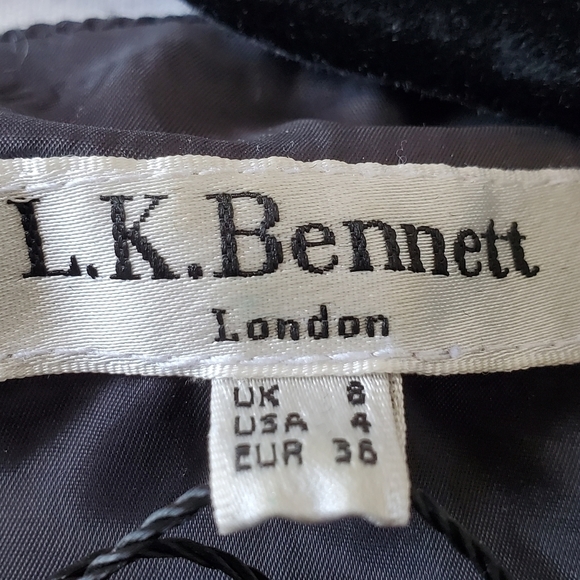 L.K.Bennett
London
UK 8
USA 4
EUR 36